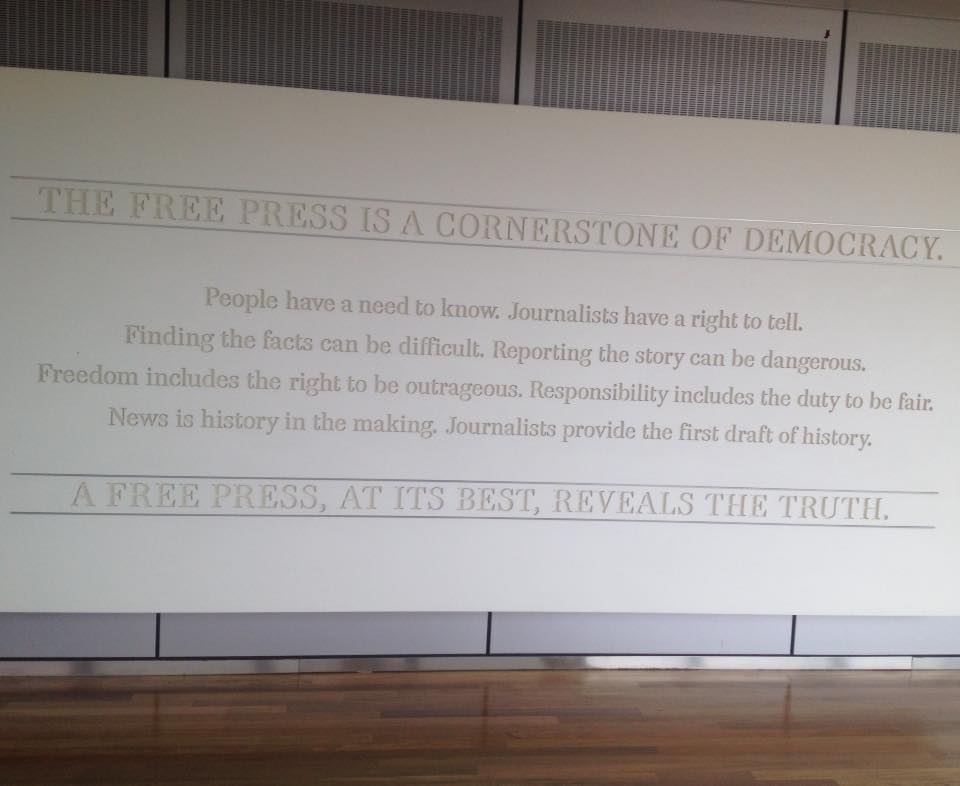 THE FREE PRESS IS A CORNERSTONE OF DEMOCRACY.
People have a need to know. Journalists have a right to tell.
Finding the facts can be difficult. Reporting the story can be dangerous.
Freedom includes the right to be outrageous. Responsibility includes the duty to be fair.
News is history in the making. Journalists provide the first draft of history.
A FREE PRESS, AT ITS BEST, REVEALS THE TRUTH.